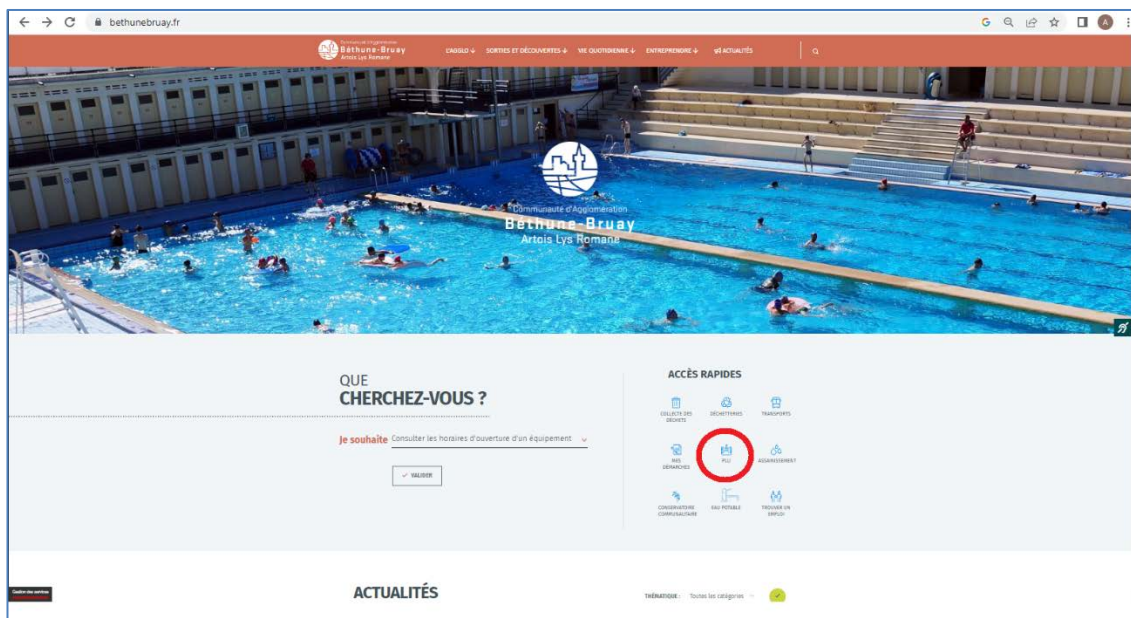 bethunebruay.fr
Communauté d'Agglomération
Béthune-Bruay
Artois Lys Romane
L'AGGLO
SORTIES ET DÉCOUVERTES
VIE QUOTIDIENNE
ENTREPRENDRE
ACTUALITÉS
Communauté d'Agglomération
Béthune-Bruay
Artois Lys Romane
QUE
CHERCHEZ-VOUS ?
Je souhaite Consulter les horaires d'ouverture d'un équipement
VALIDER
ACCÈS RAPIDES
COLLECTE DES
DÉCHETS
DÉCHETTERIES
TRANSPORTS
MES
DÉMARCHES
PLU
ASSAINISSEMENT
CONSERVATOIRE
COMMUNAUTAIRE
EAU POTABLE
TROUVER UN
EMPLOI
Gestion des services
ACTUALITÉS
THÉMATIQUE : Toutes les catégories